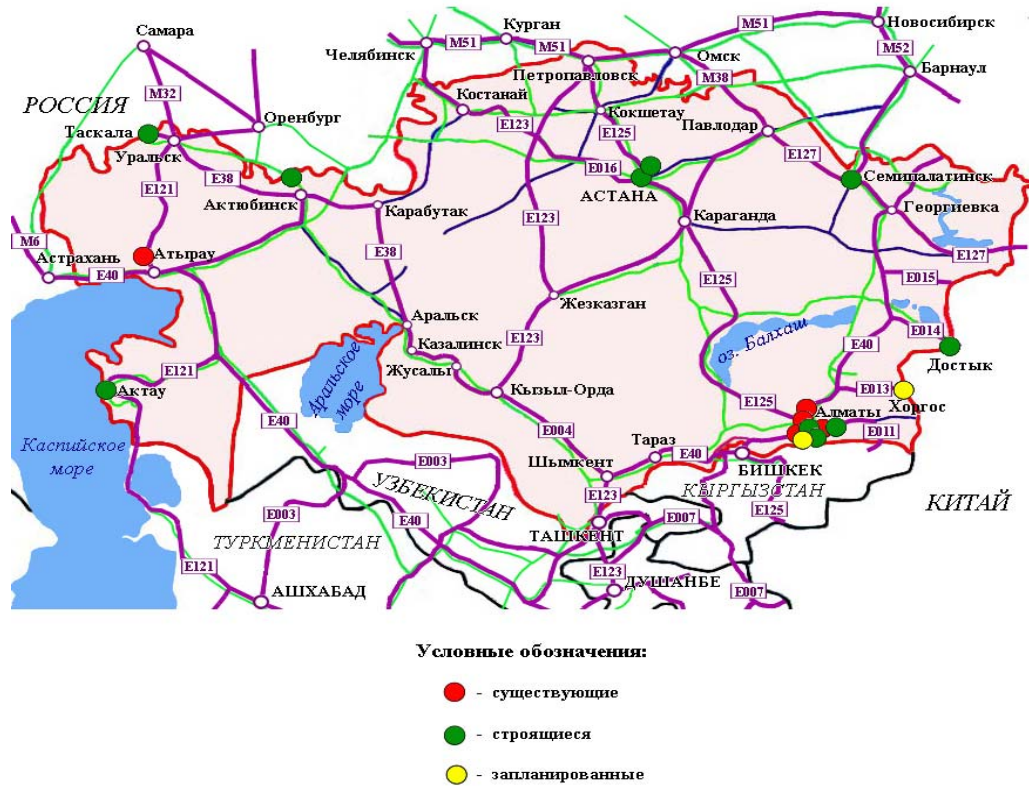 Самара
Курган
M51
Новосибирск
Челябинск
M51
M51
Омск
M52
Петропавловск
Барнаул
M32
M38
РОССИЯ
Костанай
Оренбург
Кокшетау
Таскала
E123
Павлодар
Уральск
E125
E127
E38
E016
Семипалатинск
E121
Актюбинск
АСТАНА
Карабутак
Георгиевка
E123
Караганда
M6
E38
Астрахань
Атырау
E127
E40
E125
E015
Жезказган
Аральск
E014
E123
оз. Балхаш
Казалинск
E40
Достык
Аральское
море
Жусалы
E121
Актау
Кызыл-Орда
E013
E125
Хоргос
Алматы
E40
E004
E011
Каспийское
море
Тараз
E40
E003
Шымкент
БИШКЕК
УЗБЕКИСТАН
КЫРГЫЗСТАН
E123
КИТАЙ
E003
E40
E007
E125
ТАШКЕНТ
ТУРКМЕНИСТАН
E121
E123
ДУШАНБЕ
АШХАБАД
E007
Условные обозначения:
- существующие
- строящиеся
- запланированные